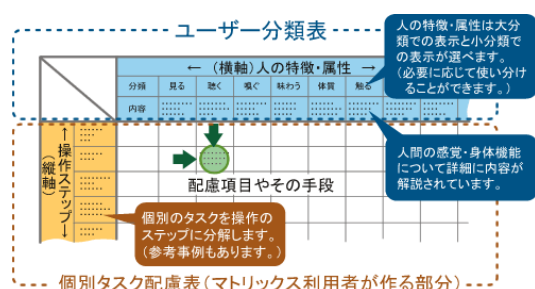 ユーザー分類表
人の特徴・属性は大分
類での表示と小分類で
の表示が選べます。
(必要に応じて使い分け
ることができます。)
← (横軸)人の特徴・属性 →
分類 見る 聴く 嗅ぐ 味わう 体質 触る
内容
人間の感覚・身体機能
について詳細に内容が
解説されています。
←操作ステップ→
(縦軸)
配慮項目やその手段
個別のタスクを操作の
ステップに分解します。
(参考事例もあります。)
個別タスク配慮表(マトリックス利用者が作る部分)